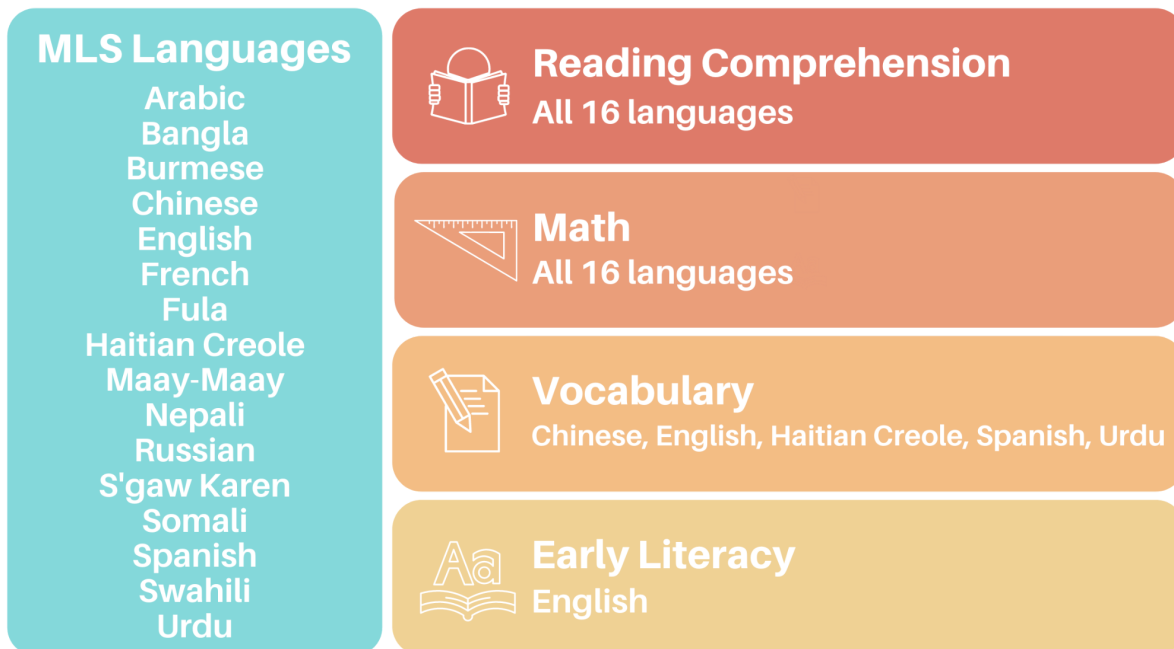 MLS Languages
Arabic
Bangla
Burmese
Chinese
English
French
Fula
Haitian Creole
Maay-Maay
Nepali
Russian
S'gaw Karen
Somali
Spanish
Swahili
Urdu
Reading Comprehension
All 16 languages
Math
All 16 languages
Vocabulary
Chinese, English, Haitian Creole, Spanish, Urdu
Aa
Early Literacy
English